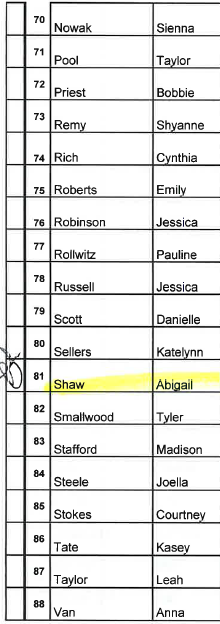 70 Nowak Sienna
71 Pool Taylor
72 Priest Bobbie
73 Remy Shyanne
74 Rich Cynthia
75 Roberts Emily
76 Robinson Jessica
77 Rollwitz Pauline
78 Russell Jessica
79 Scott Danielle
80 Sellers Katelynn
81 Shaw Abigail
82 Smallwood Tyler
83 Stafford Madison
84 Steele Joella
85 Stokes Courtney
86 Tate Kasey
87 Taylor Leah
88 Van Anna